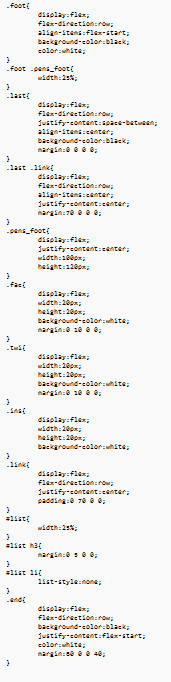 .foot{
display:flex;
flex-direction:row;
align-items:flex-start;
background-color:black;
color:white;
}
.foot .pens_foot{
width:25%;
}
.last{
display:flex;
flex-direction:row;
justify-content:space-between;
align-items:center;
background-color:black;
margin:0 0 0 0;
}
.last .link{
display:flex;
flex-direction:row;
align-items:center;
justify-content:center;
margin:70 0 0 0;
}
.pens_foot{
display:flex;
justify-content:center;
width:100px;
height:120px;
}
.fac{
display:flex;
width:20px;
height:20px;
background-color:white;
margin:0 10 0 0;
}
.twi{
display:flex;
width:20px;
height:20px;
background-color:white;
margin:0 10 0 0;
}
.ins{
display:flex;
width:20px;
height:20px;
background-color:white;
}
.link{
display:flex;
flex-direction:row;
justify-content:center;
padding:0 70 0 0;
}
#list{
width:25%;
}
#list h3{
margin:0 5 0 0;
}
#list li{
list-style:none;
}
.end{
display:flex;
flex-direction:row;
background-color:black;
justify-content:flex-start;
color:white;
margin:60 0 0 40;
}